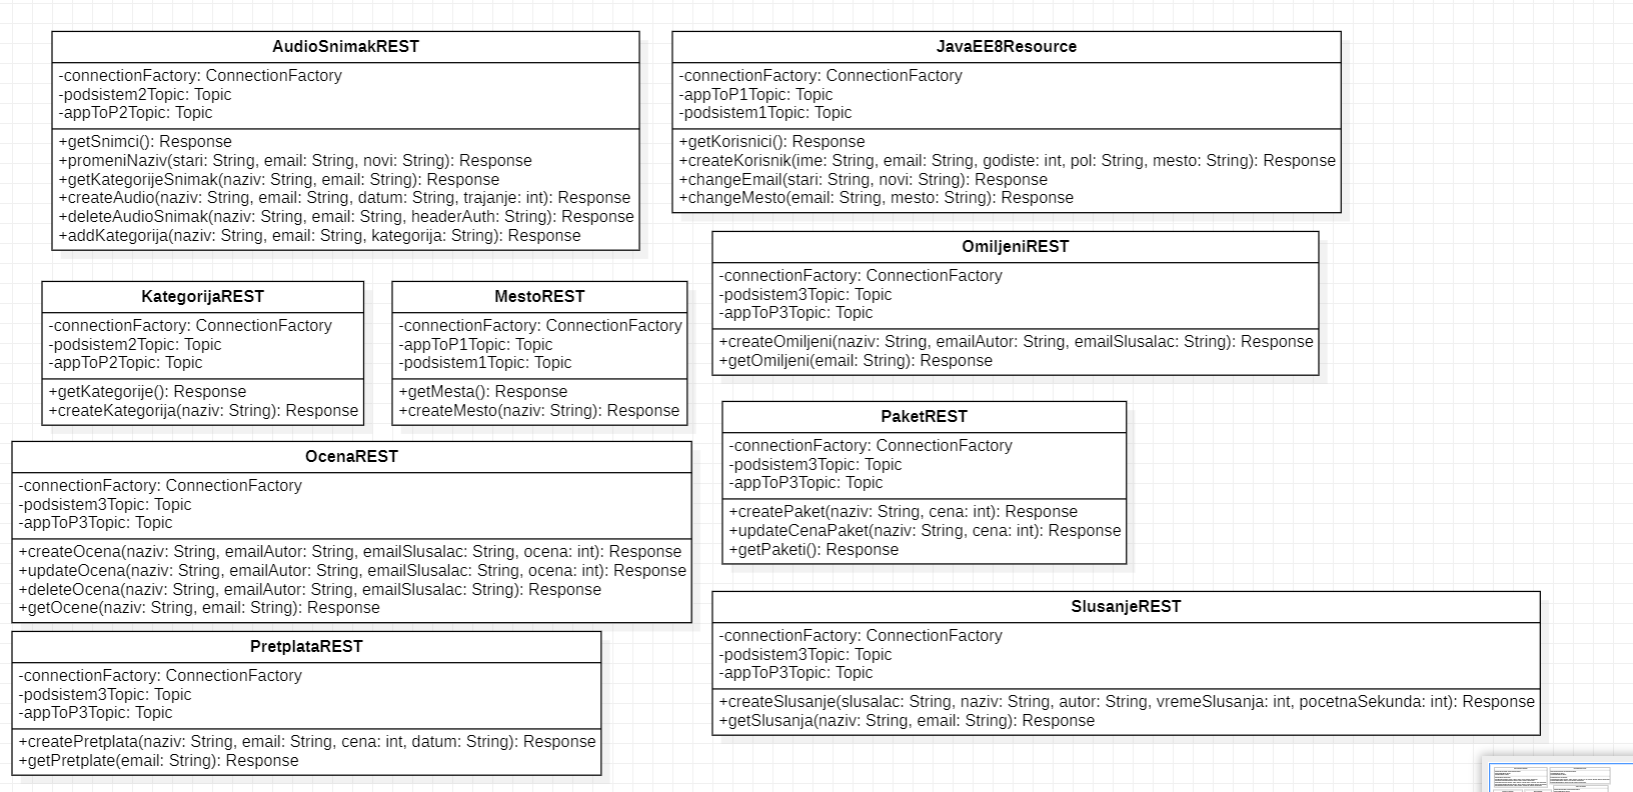 AudioSnimakREST
-connectionFactory: ConnectionFactory
-podsistem2Topic: Topic
-appToP2Topic: Topic
+getSnimci(): Response
+promeniNaziv(stari: String, email: String, novi: String): Response
+getKategorijeSnimak(naziv: String, email: String): Response
+createAudio(naziv: String, email: String, datum: String, trajanje: int): Response
+deleteAudioSnimak(naziv: String, email: String, headerAuth: String): Response
+addKategorija(naziv: String, email: String, kategorija: String): Response
JavaEE8Resource
-connectionFactory: ConnectionFactory
-appToP1Topic: Topic
-podsistem1Topic: Topic
+getKorisnici(): Response
+createKorisnik(ime: String, email: String, godiste: int, pol: String, mesto: String): Response
+changeEmail(stari: String, novi: String): Response
+changeMesto(email: String, mesto: String): Response
KategorijaREST
-connectionFactory: ConnectionFactory
-podsistem2Topic: Topic
-appToP2Topic: Topic
+getKategorije(): Response
+createKategorija(naziv: String): Response
MestoREST
-connectionFactory: ConnectionFactory
-appToP1Topic: Topic
-podsistem1Topic: Topic
+getMesta(): Response
+createMesto(naziv: String): Response
OmiljeniREST
-connectionFactory: ConnectionFactory
-podsistem3Topic: Topic
-appToP3Topic: Topic
+createOmiljeni(naziv: String, emailAutor: String, emailSlusalac: String): Response
+getOmiljeni(email: String): Response
PaketREST
-connectionFactory: ConnectionFactory
-podsistem3Topic: Topic
-appToP3Topic: Topic
+createPaket(naziv: String, cena: int): Response
+updateCenaPaket(naziv: String, cena: int): Response
+getPaketi(): Response
OcenaREST
-connectionFactory: ConnectionFactory
-podsistem3Topic: Topic
-appToP3Topic: Topic
+createOcena(naziv: String, emailAutor: String, emailSlusalac: String, ocena: int): Response
+updateOcena(naziv: String, emailAutor: String, emailSlusalac: String, ocena: int): Response
+deleteOcena(naziv: String, emailAutor: String, emailSlusalac: String): Response
+getOcene(naziv: String, email: String): Response
SlusanjeREST
-connectionFactory: ConnectionFactory
-podsistem3Topic: Topic
-appToP3Topic: Topic
+createSlusanje(slusalac: String, naziv: String, autor: String, vremeSlusanja: int, pocetnaSekunda: int): Response
+getSlusanja(naziv: String, email: String): Response
PretplataREST
-connectionFactory: ConnectionFactory
-podsistem3Topic: Topic
-appToP3Topic: Topic
+createPretplata(naziv: String, email: String, cena: int, datum: String): Response
+getPretplate(email: String): Response